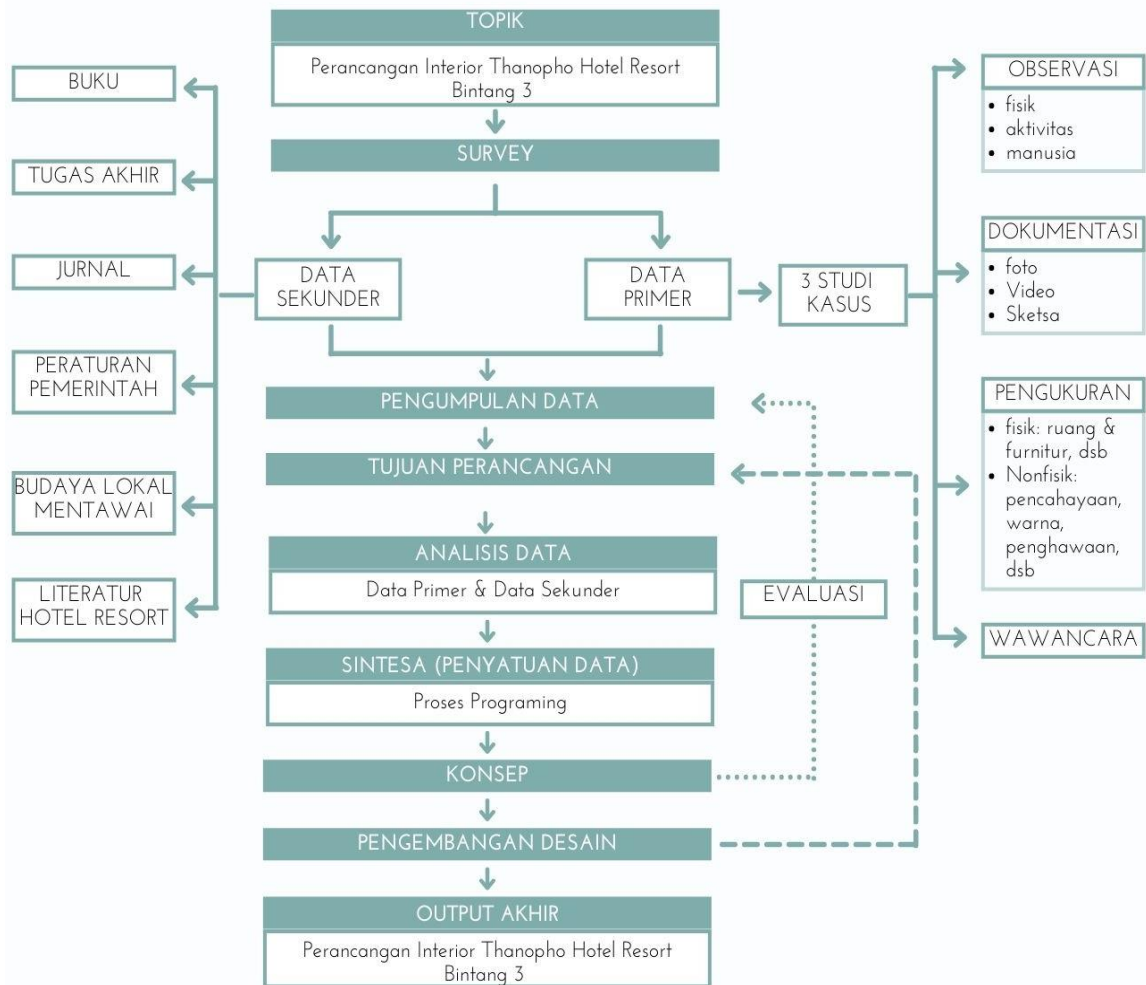 TOPIK
Perancangan Interior Thanopho Hotel Resort
Bintang 3
SURVEY
DATA
SEKUNDER
DATA
PRIMER
3 STUDI
KASUS
BUKU
TUGAS AKHIR
JURNAL
PERATURAN
PEMERINTAH
BUDAYA LOKAL
MENTAWAI
LITERATUR
HOTEL RESORT
OBSERVASI
• fisik
• aktivitas
• manusia
DOKUMENTASI
• foto
• Video
• Sketsa
PENGUKURAN
• fisik: ruang &
furnitur, dsb
• Nonfisik:
pencahayaan,
warna,
penghawaan,
dsb
WAWANCARA
PENGUMPULAN DATA
TUJUAN PERANCANGAN
ANALISIS DATA
Data Primer & Data Sekunder
EVALUASI
SINTESA (PENYATUAN DATA)
Proses Programing
KONSEP
PENGEMBANGAN DESAIN
OUTPUT AKHIR
Perancangan Interior Thanopho Hotel Resort
Bintang 3